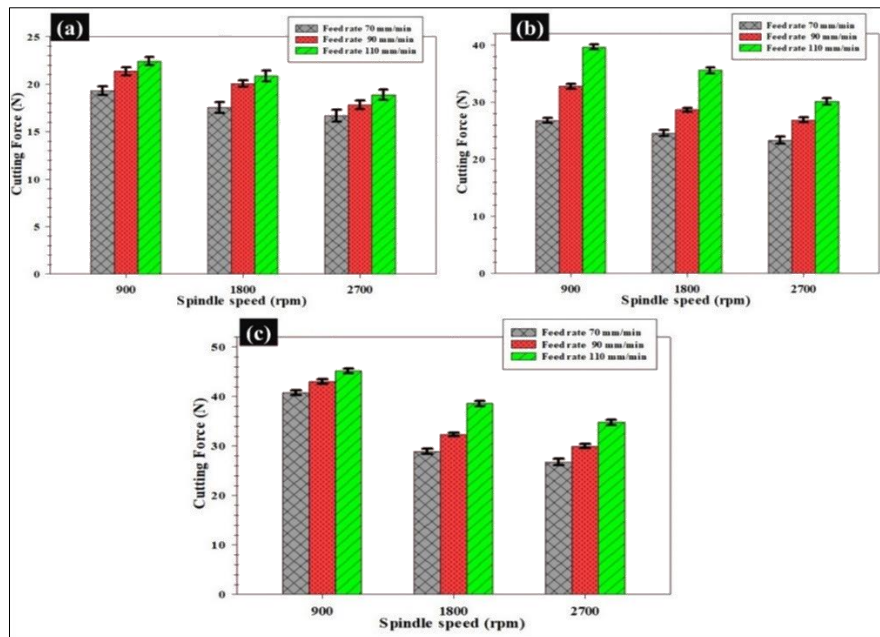 (a)
Feed rate 70 mm/min
Feed rate 90 mm/min
Feed rate 110 mm/min
25
20
15
10
5
0
Cutting Force (N)
900
1800
2700
Spindle speed (rpm)
(b)
Feed rate 70 mm/min
Feed rate 90 mm/min
Feed rate 110 mm/min
40
30
20
10
0
Cutting Force (N)
900
1800
2700
Spindle speed (rpm)
(c)
Feed rate 70 mm/min
Feed rate 90 mm/min
Feed rate 110 mm/min
50
40
30
20
10
0
Cutting Force (N)
900
1800
2700
Spindle speed (rpm)